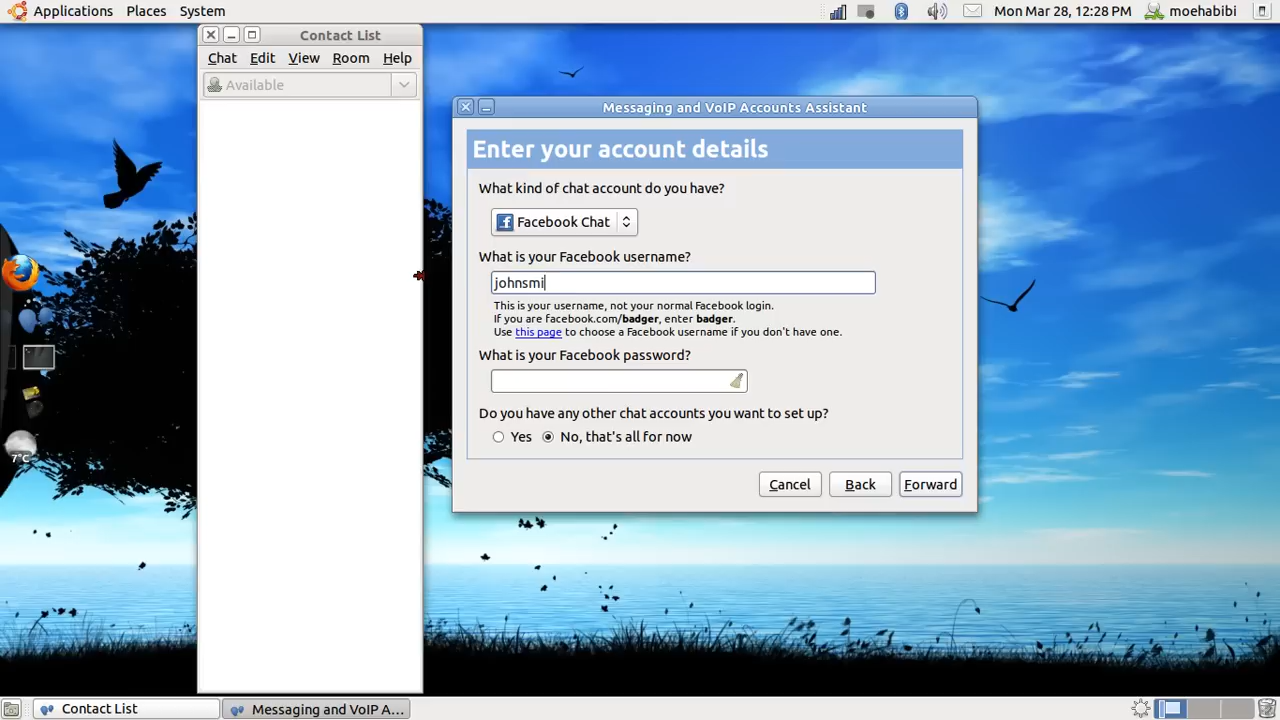 Applications Places System
Mon Mar 28, 12:28 PM moehabibi
Contact List
Chat Edit View Room Help
Available
Messaging and VoIP Accounts Assistant
Enter your account details
What kind of chat account do you have?
Facebook Chat
What is your Facebook username?
johnsmi
This is your username, not your normal Facebook login.
If you are facebook.com/badger, enter badger.
Use this page to choose a Facebook username if you don't have one.
What is your Facebook password?
Do you have any other chat accounts you want to set up?
Yes No, that's all for now
Cancel Back Forward
7°C
Contact List Messaging and VoIP A...